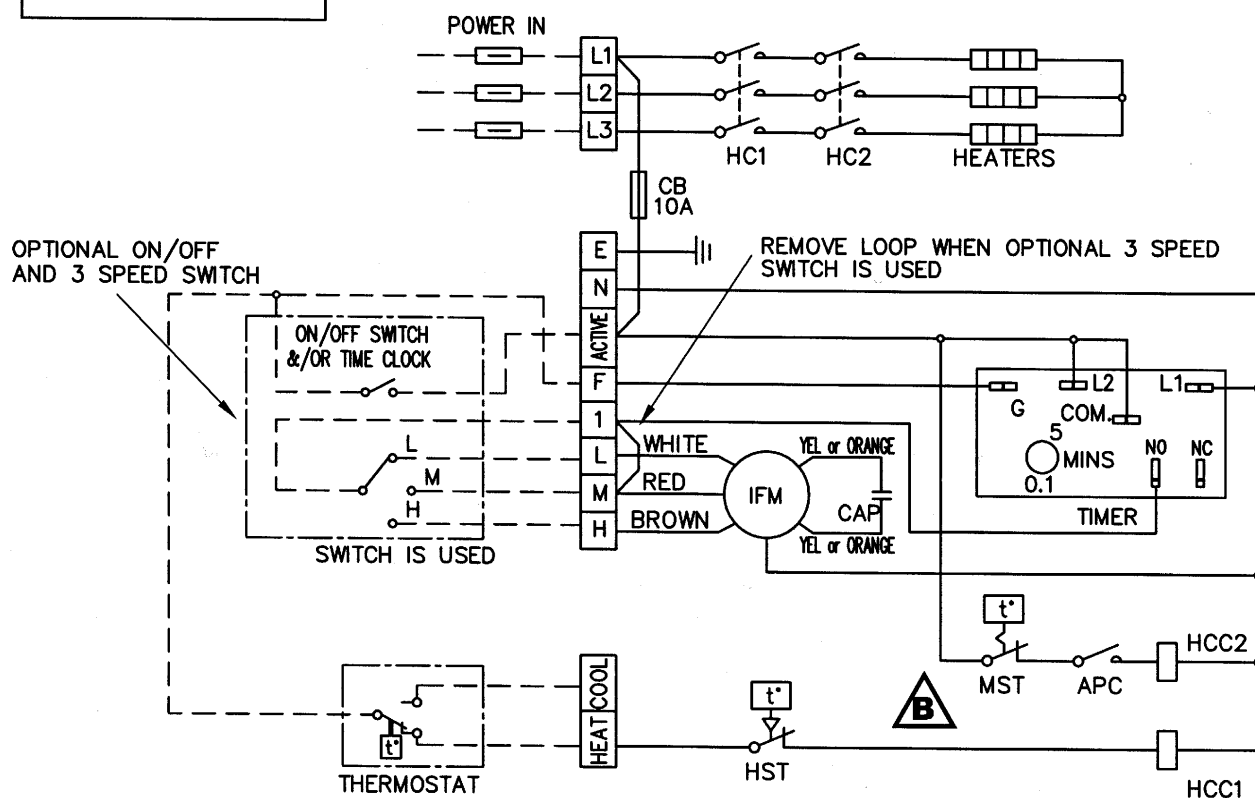 POWER IN
L1
L2
L3
HC1
HC2
HEATERS
CB
10A
OPTIONAL ON/OFF
AND 3 SPEED SWITCH
REMOVE LOOP WHEN OPTIONAL 3 SPEED
SWITCH IS USED
E
N
ACTIVE
F
1
L
M
H
ON/OFF SWITCH
&/OR TIME CLOCK
L
M
H
SWITCH IS USED
WHITE
RED
BROWN
IFM
YEL or ORANGE
CAP
YEL or ORANGE
G
L2
L1
COM.
5
MINS
0.1
NO
NC
TIMER
t°
MST
APC
HCC2
B
COOL
HEAT
t°
THERMOSTAT
t°
HST
HCC1